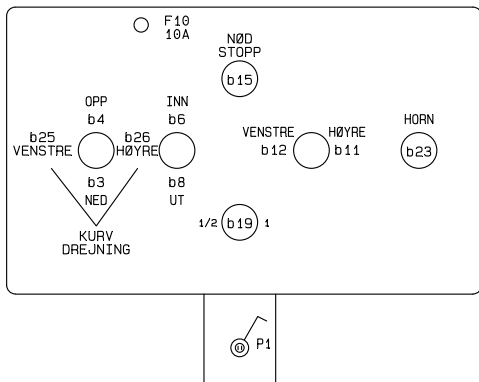 F10
10A
NØD
STOPP
b15
OPP
b4
INN
b6
b25
VENSTRE
b26
HØYRE
VENSTRE
b12
HØYRE
b11
HORN
b23
b3
NED
b8
UT
KURV
DREJNING
1/2 b19 1
P1